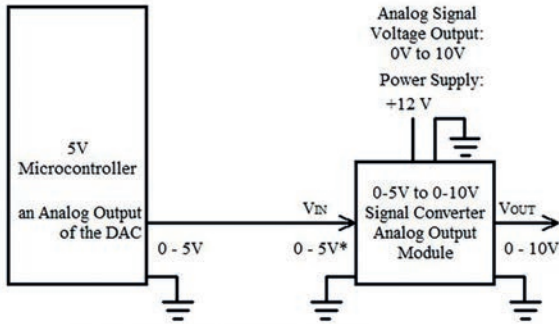 Analog Signal
Voltage Output:
0V to 10V
Power Supply:
+12 V
5V
Microcontroller
an Analog Output
of the DAC
0 - 5V
VIN
0 - 5V*
0-5V to 0-10V
Signal Converter
Analog Output
Module
VOUT
0 - 10V